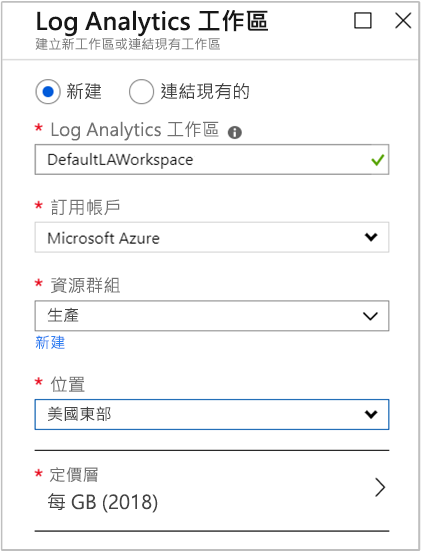 Log Analytics 工作區
建立新工作區或連結現有工作區
新建 連結現有的
* Log Analytics 工作區
DefaultLAWorkspace
* 訂用帳戶
Microsoft Azure
* 資源群組
生產
新建
* 位置
美國東部
* 定價層
每 GB (2018)